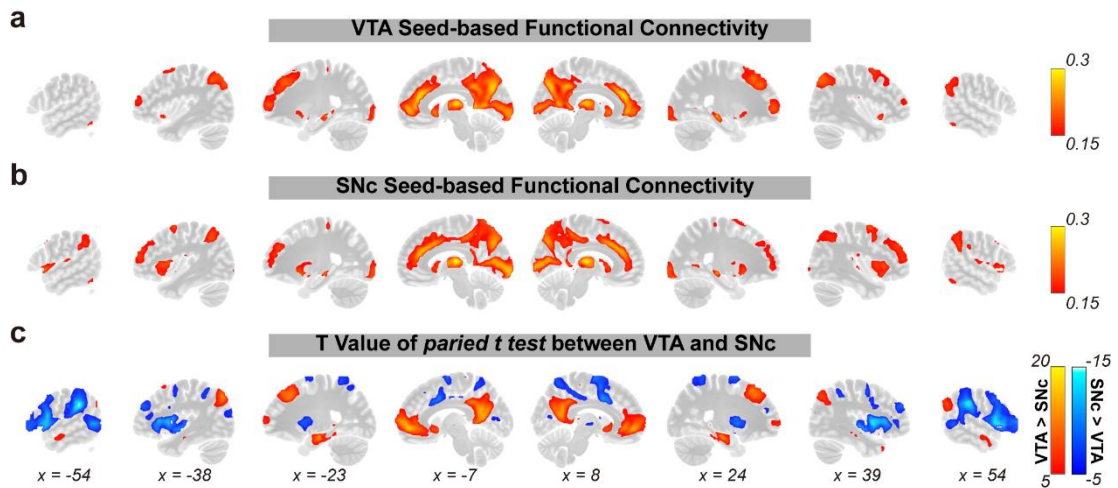 a
VTA Seed-based Functional Connectivity
0.3
0.15
b
SNc Seed-based Functional Connectivity
0.3
0.15
c
T Value of paried t test between VTA and SNc
20
VTA > SNc
5
-15
SNc > VTA
-5
x = -54
x = -38
x = -23
x = -7
x = 8
x = 24
x = 39
x = 54